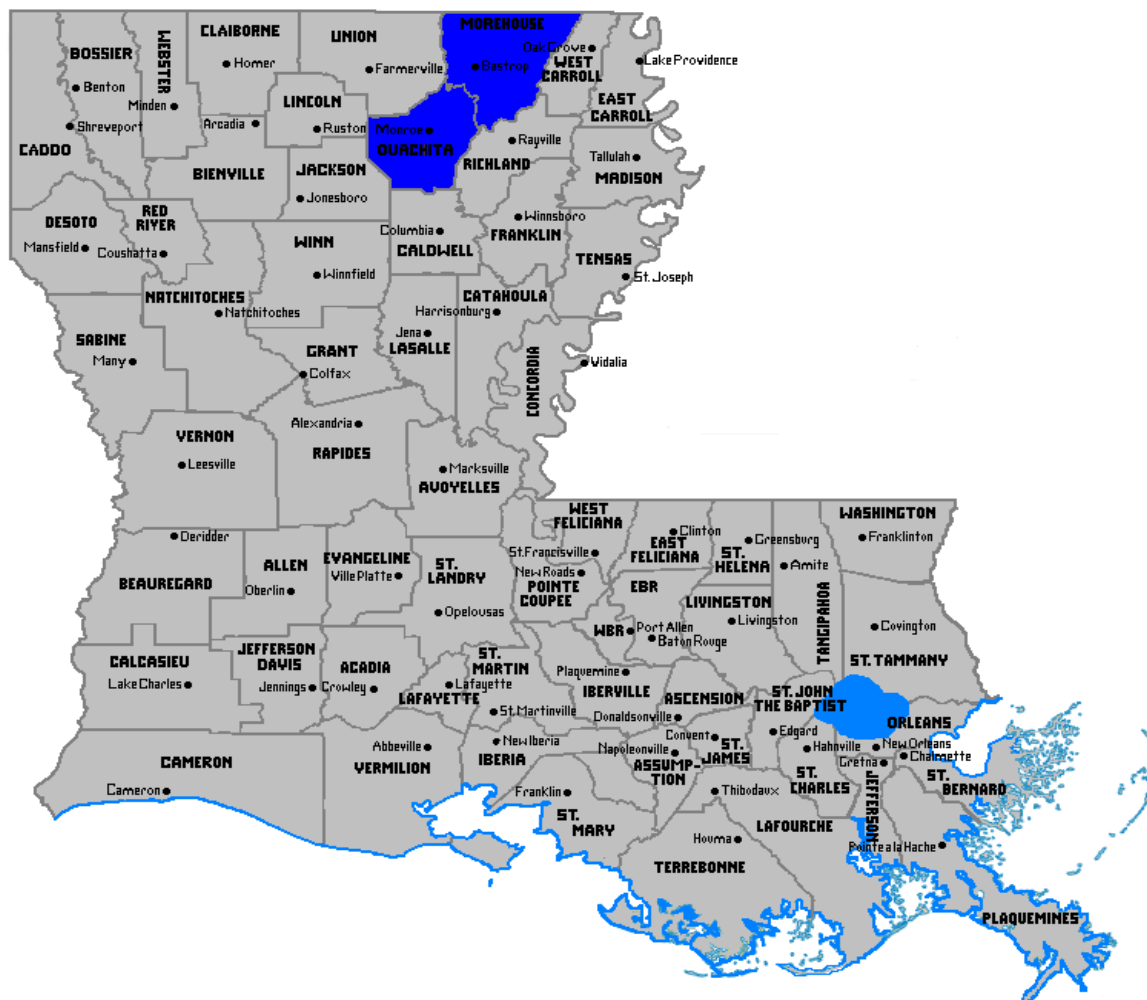 MOREHOUSE
BOSSIER
WEBSTER
CLAIBORNE
UNION
Oak Grove
WEST
CARROLL
Lake Providence
Homer
Farmerville
Bastrop
Benton
Minden
LINCOLN
EAST
CARROLL
Shreveport
Arcadia
Ruston
Monroe
OUACHITA
Rayville
CADDO
RICHLAND
Tallulah
MADISON
BIENVILLE
JACKSON
Jonesboro
DESOTO
RED
RIVER
Winnsboro
FRANKLIN
Mansfield
Coushatta
WINN
Columbia
CALDWELL
TENSAS
Winnfield
St. Joseph
NATCHITOCHES
Natchitoches
CATAHOULA
Harrisonburg
SABINE
Many
GRANT
Colfax
Jena
LASALLE
CONCORDIA
Vidalia
VERNON
Leesville
Alexandria
RAPIDES
Marksville
AVOYELLES
WEST
FELICIANA
WASHINGTON
Deridder
Clinton
EAST
FELICIANA
Greensburg
ST.
HELENA
Franklinton
BEAUREGARD
ALLEN
Oberlin
EVANGELINE
Ville Platte
ST.
LANDRY
St. Francisville
New Roads
POINTE
COUPEE
EBR
Amite
Opelousas
LIVINGSTON
Livingston
TANGIPAHOA
WBR
Port Allen
Baton Rouge
Covington
ST. TAMMANY
CALCASIEU
Lake Charles
JEFFERSON
DAVIS
Jennings
ACADIA
Crowley
ST.
MARTIN
LAFAYETTE
Lafayette
St. Martinville
Plaquemine
IBERVILLE
ASCENSION
Donaldsonville
ST. JOHN
THE BAPTIST
ORLEANS
CAMERON
Cameron
Abbeville
VERMILION
New Iberia
IBERIA
Napoleonville
ASSUMP-
TION
Convent
ST.
JAMES
Edgard
Hahnville
New Orleans
Chalmette
Gretna
ST.
CHARLES
JEFFERSON
ST.
BERNARD
Franklin
ST.
MARY
Thibodaux
LAFOURCHE
Houma
TERREBONNE
Pointe a la Hache
PLAQUEMINES